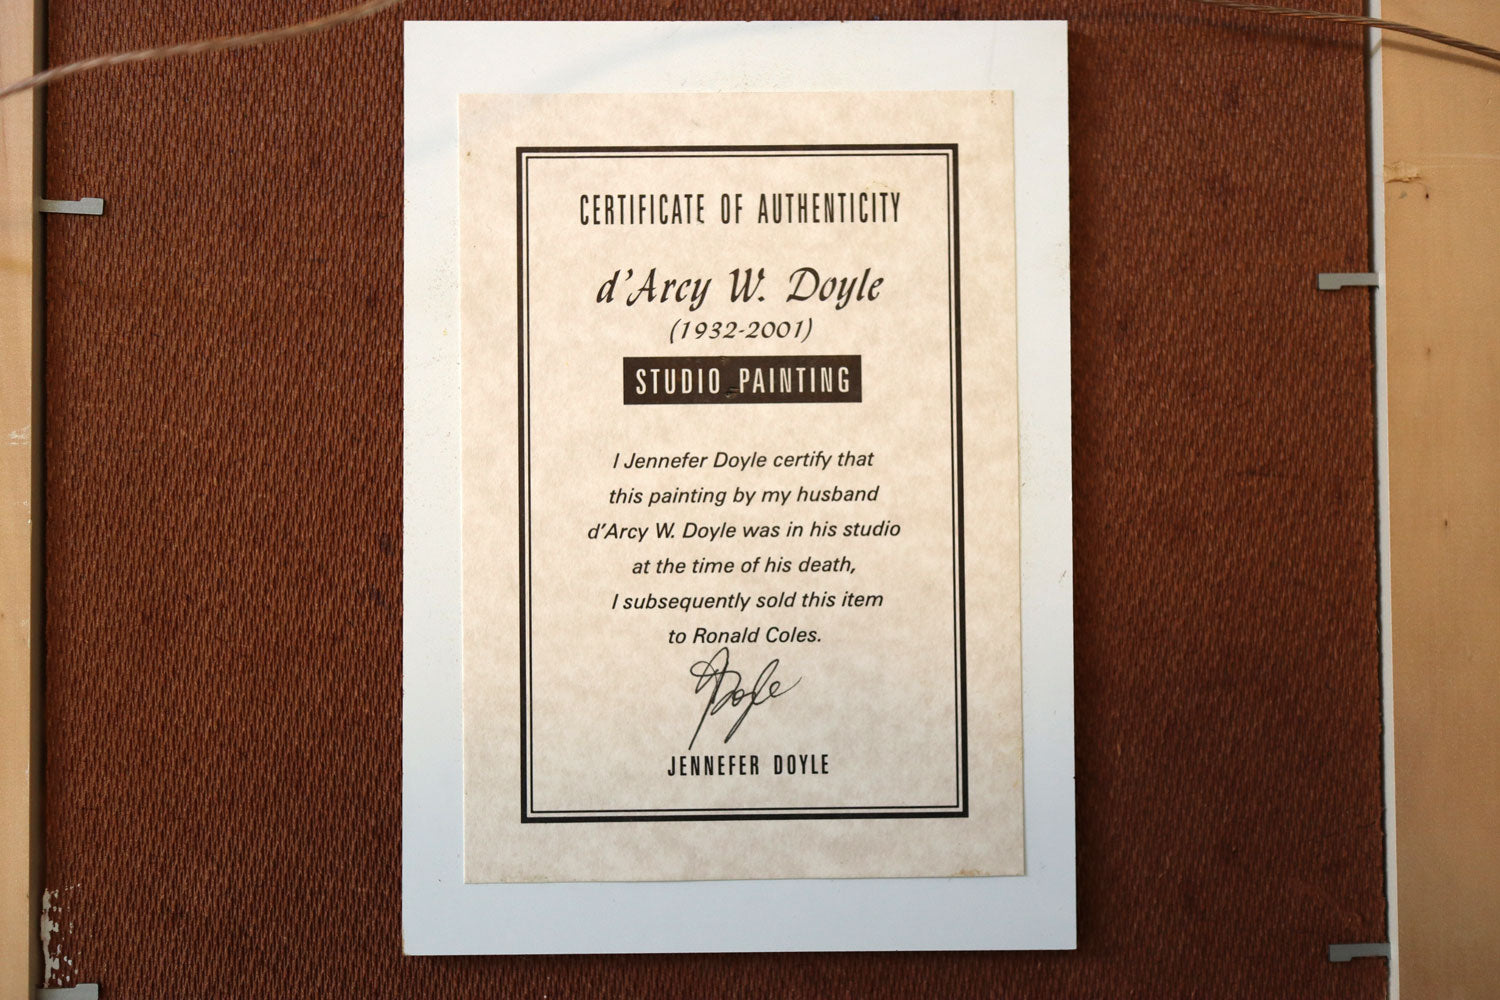 CERTIFICATE OF AUTHENTICITY
d'Arcy W. Doyle
(1932-2001)
STUDIO PAINTING
I Jennefer Doyle certify that
this painting by my husband
d'Arcy W. Doyle was in his studio
at the time of his death,
I subsequently sold this item
to Ronald Coles.
JDoyle
JENNEFER DOYLE